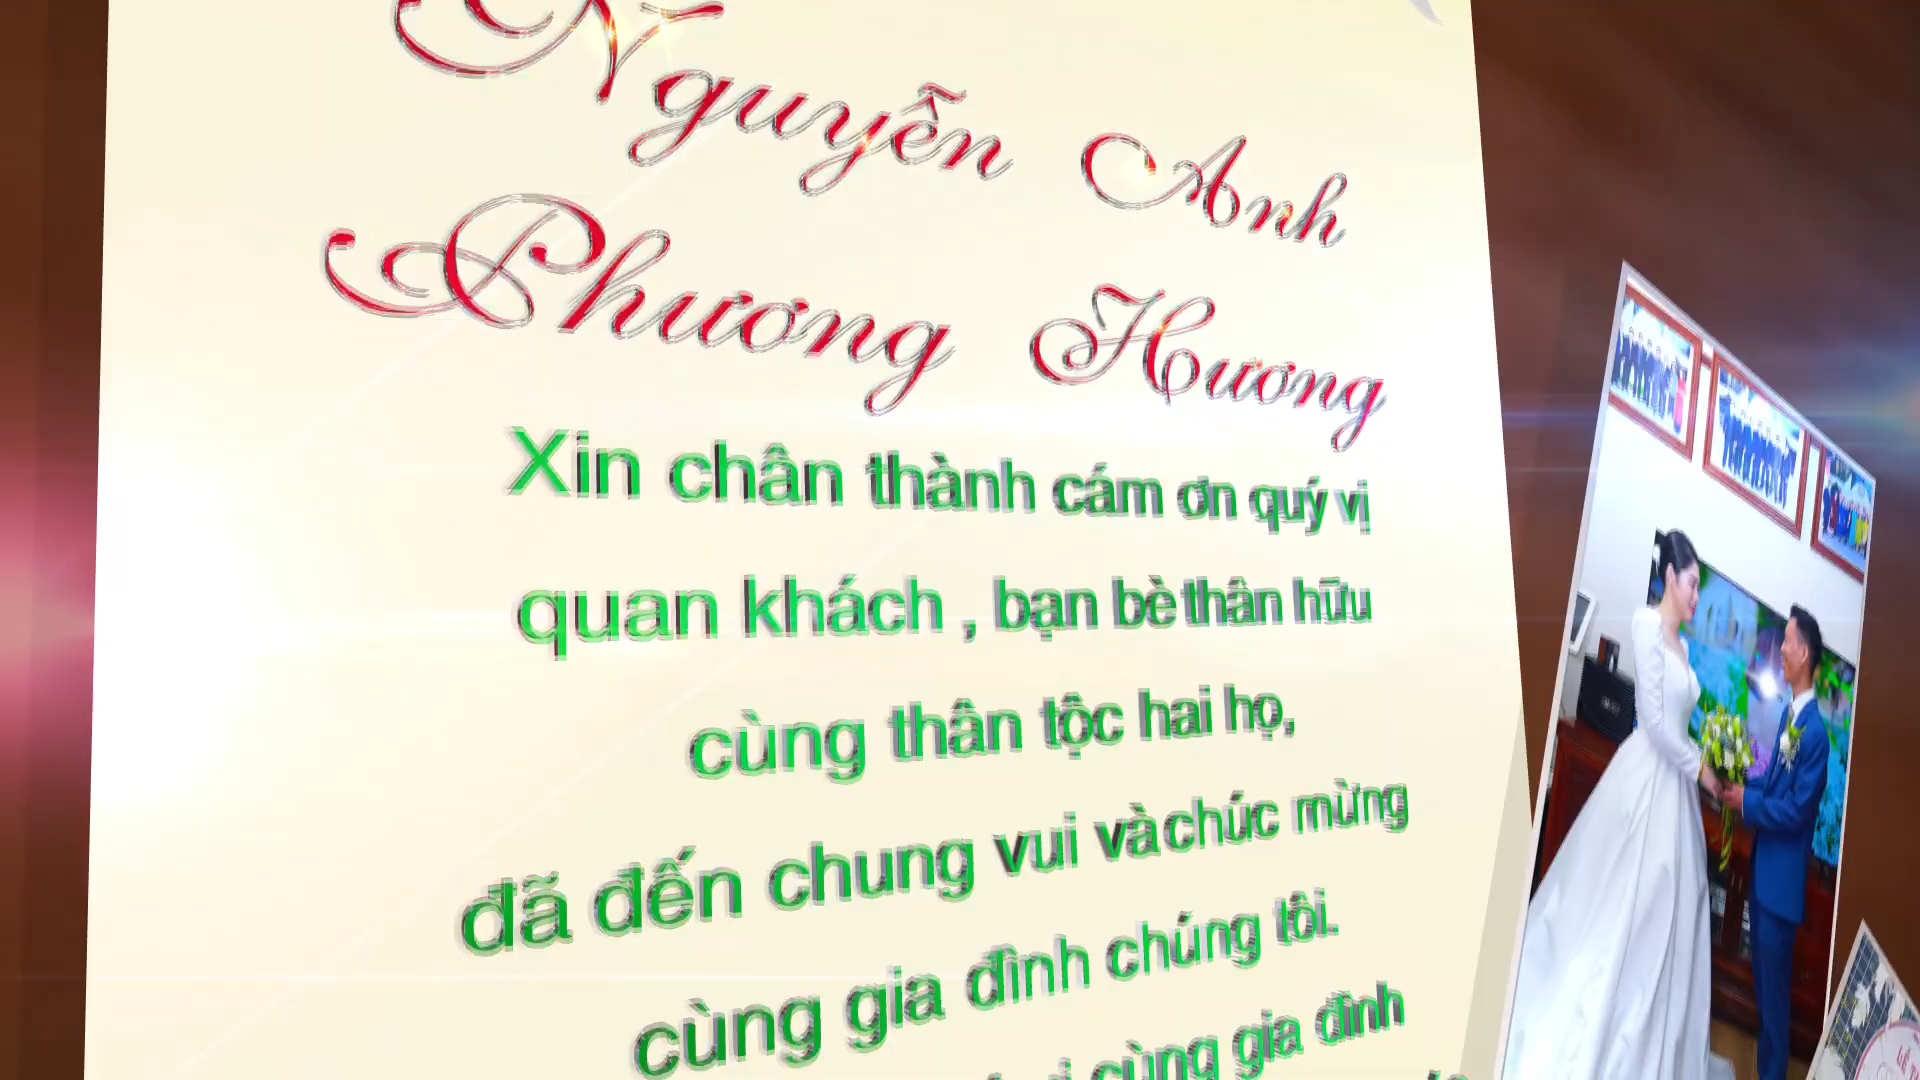 Nguyễn Anh
Phương Hương
Xin chân thành cám ơn quý vị
quan khách , bạn bè thân hữu
cùng thân tộc hai họ,
đã đến chung vui và chúc mừng
cùng gia đình chúng tôi.
cùng gia đình